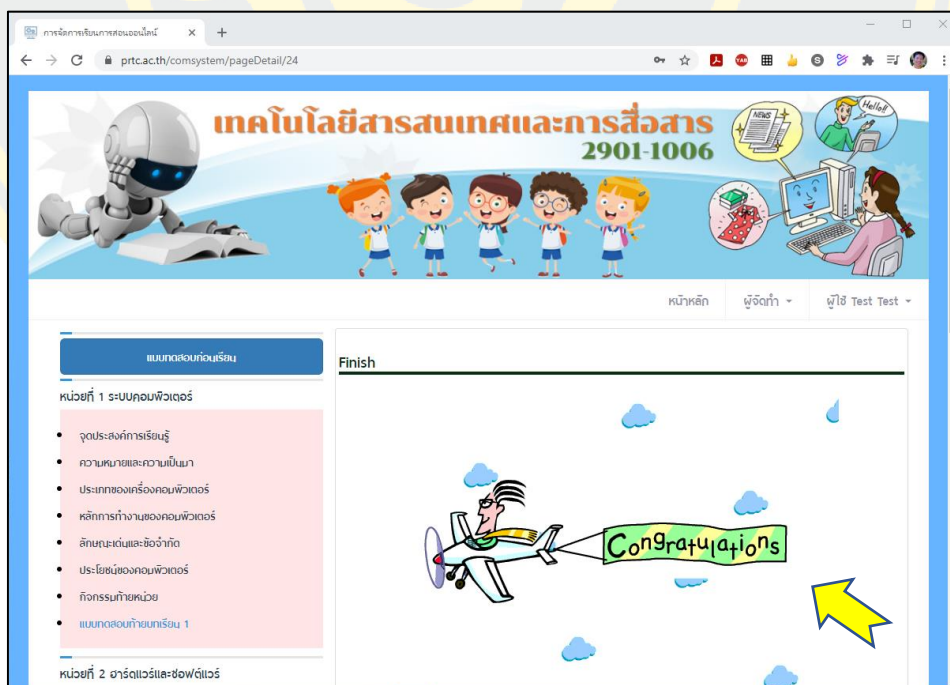 การจัดการเรียนการสอนออนไลน์
prtc.ac.th/comsystem/pageDetail/24
เทคโนโลยีสารสนเทศและการสื่อสาร
2901-1006
NEWS
Hello!
หน้าหลัก
ผู้จัดทำ
ผู้ใช้ Test Test
แบบทดสอบก่อนเรียน
หน่วยที่ 1 ระบบคอมพิวเตอร์
จุดประสงค์การเรียนรู้
ความหมายและความเป็นมา
ประเภทของเครื่องคอมพิวเตอร์
หลักการทำงานของคอมพิวเตอร์
ลักษณะเด่นและข้อจำกัด
ประโยชน์ของคอมพิวเตอร์
กิจกรรมท้ายหน่วย
แบบทดสอบท้ายบทเรียน 1
หน่วยที่ 2 ฮาร์ดแวร์และซอฟต์แวร์
Finish
Congratulations